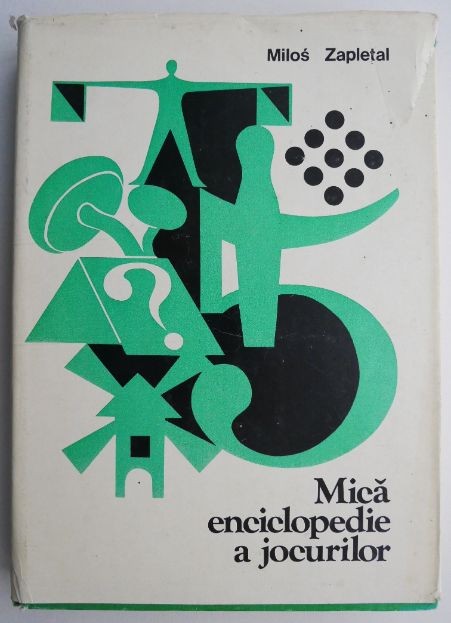 Miloś Zapletal
Mică
enciclopedie
a jocurilor
?